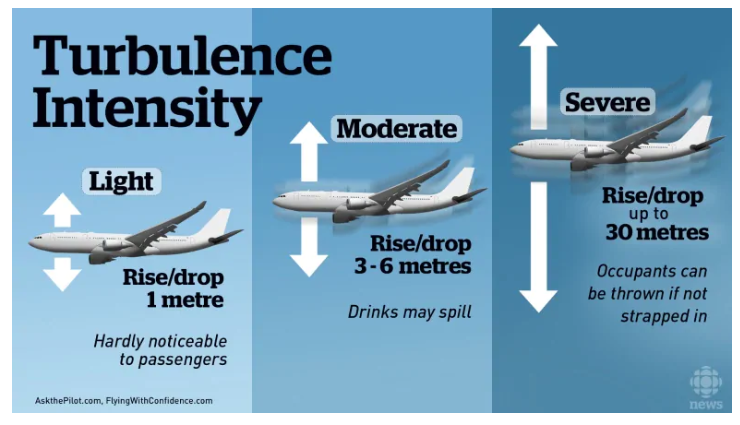 Turbulence
Intensity
Light
Rise/drop
1 metre
Hardly noticeable
to passengers
AskthePilot.com, FlyingWithConfidence.com
Moderate
Rise/drop
3 - 6 metres
Drinks may spill
Severe
Rise/drop
up to
30 metres
Occupants can
be thrown if not
strapped in
news